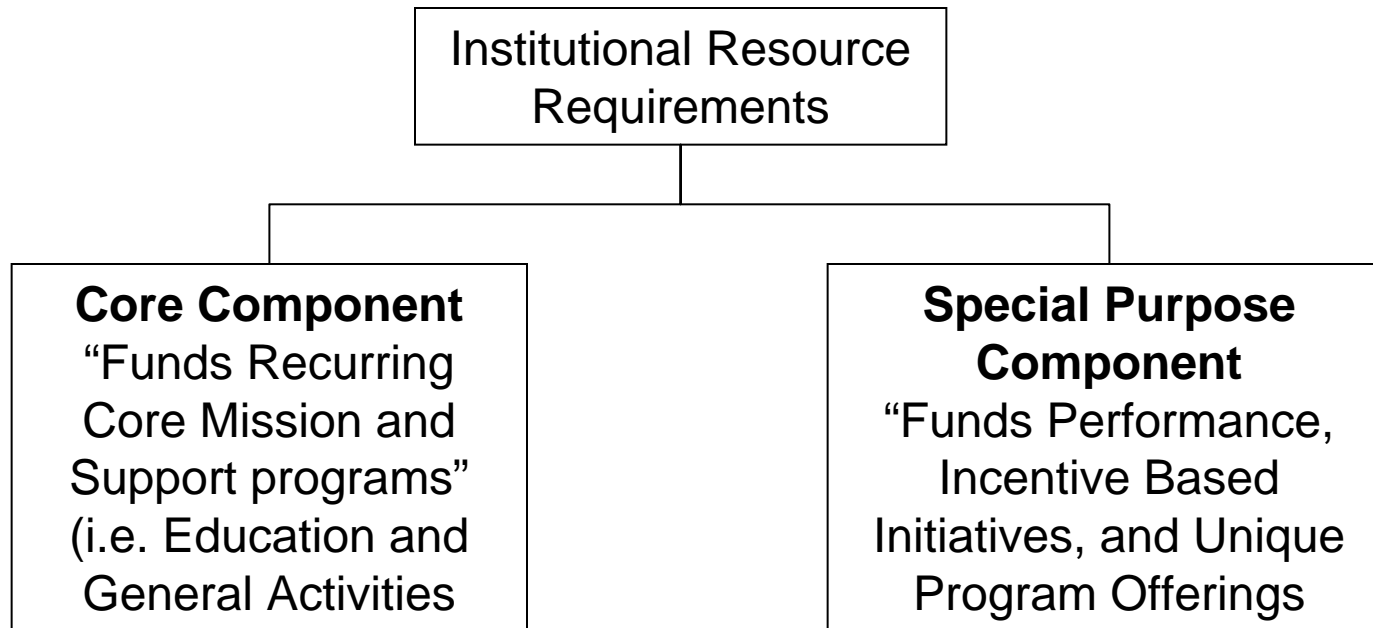 Institutional Resource
Requirements
Core Component
“Funds Recurring
Core Mission and
Support programs”
(i.e. Education and
General Activities
Special Purpose
Component
“Funds Performance,
Incentive Based
Initiatives, and Unique
Program Offerings